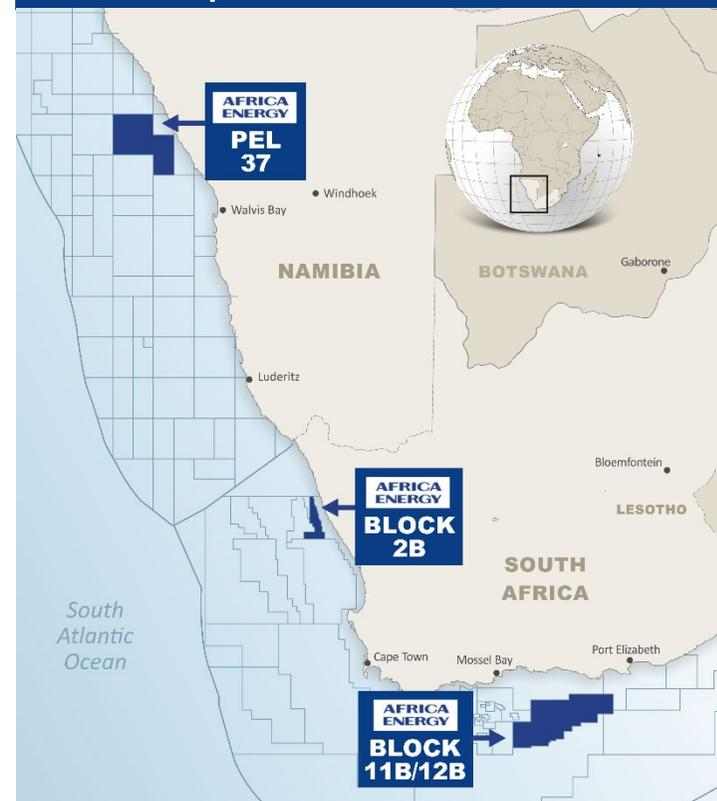 AFRICA
ENERGY
PEL
37
Windhoek
Walvis Bay
NAMIBIA
BOTSWANA
Gaborone
Luderitz
Bloemfontein
AFRICA
ENERGY
BLOCK
2B
LESOTHO
SOUTH
AFRICA
South
Atlantic
Ocean
Cape Town
Mossel Bay
Port Elizabeth
AFRICA
ENERGY
BLOCK
11B/12B